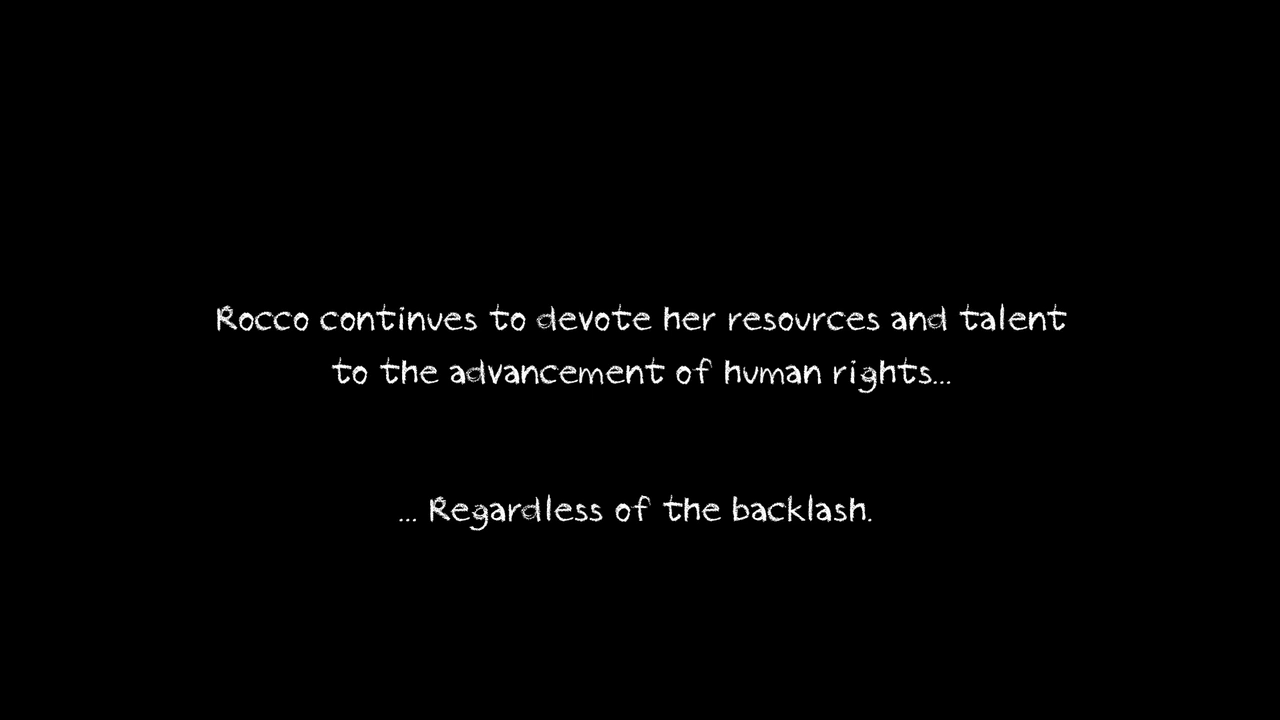 Rocco continues to devote her resources and talent
to the advancement of human rights...
... Regardless of the backlash.